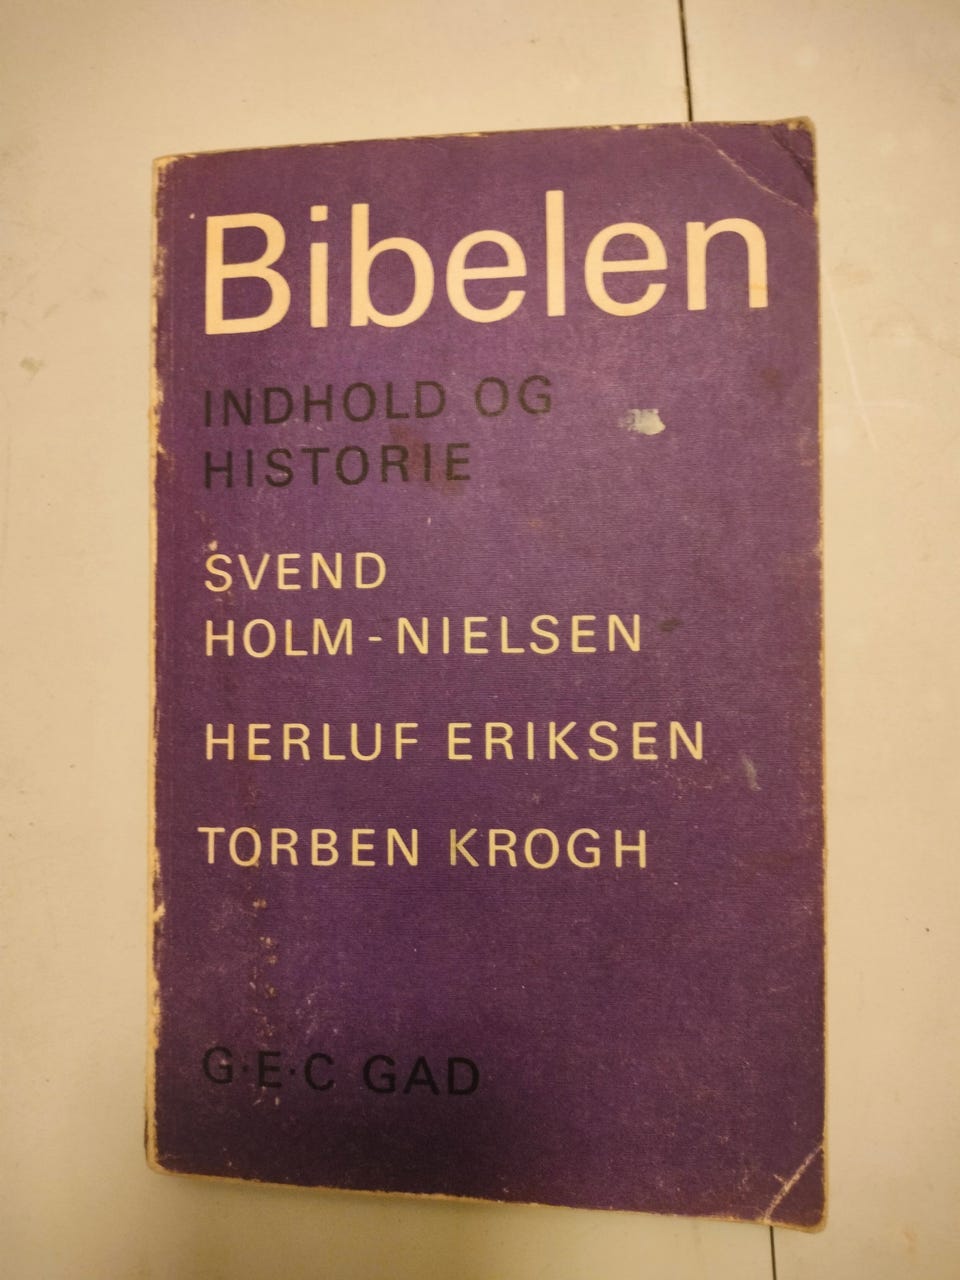 Bibelen
INDHOLD OG
HISTORIE
SVEND
HOLM-NIELSEN
HERLUF ERIKSEN
TORBEN KROGH
G·E·C GAD